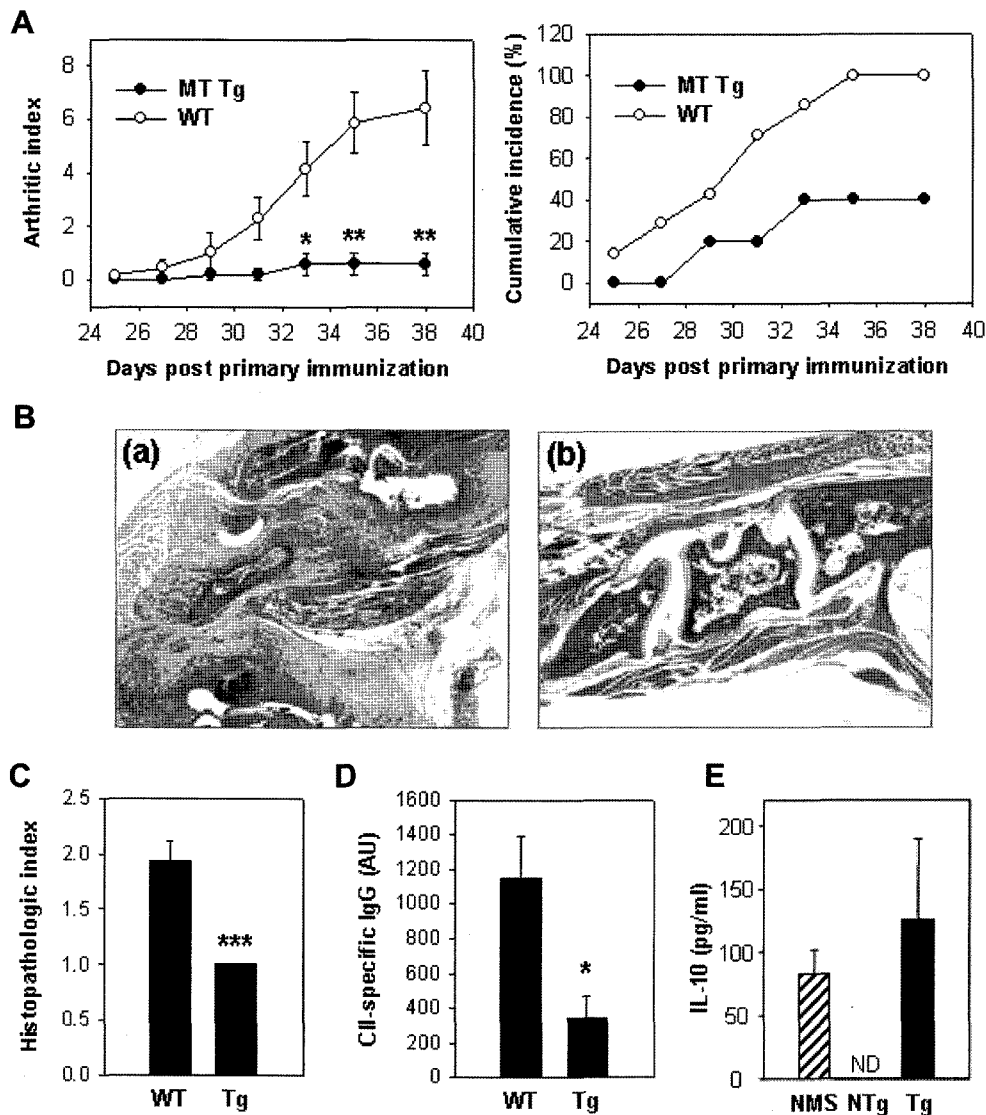 A
Arthritic index
8
6
4
2
0
MT Tg
WT
*
**
**
24 26 28 30 32 34 36 38 40
Days post primary immunization
Cumulative incidence (%)
120
100
80
60
40
20
0
MT Tg
WT
24 26 28 30 32 34 36 38 40
Days post primary immunization
B
(a)
(b)
C
Histopathologic index
2.5
2.0
1.5
1.0
0.5
0.0
***
WT Tg
D
CII-specific IgG (AU)
1600
1400
1200
1000
800
600
400
200
0
*
WT Tg
E
IL-10 (pg/ml)
200
150
100
50
0
ND
NMS NTg Tg